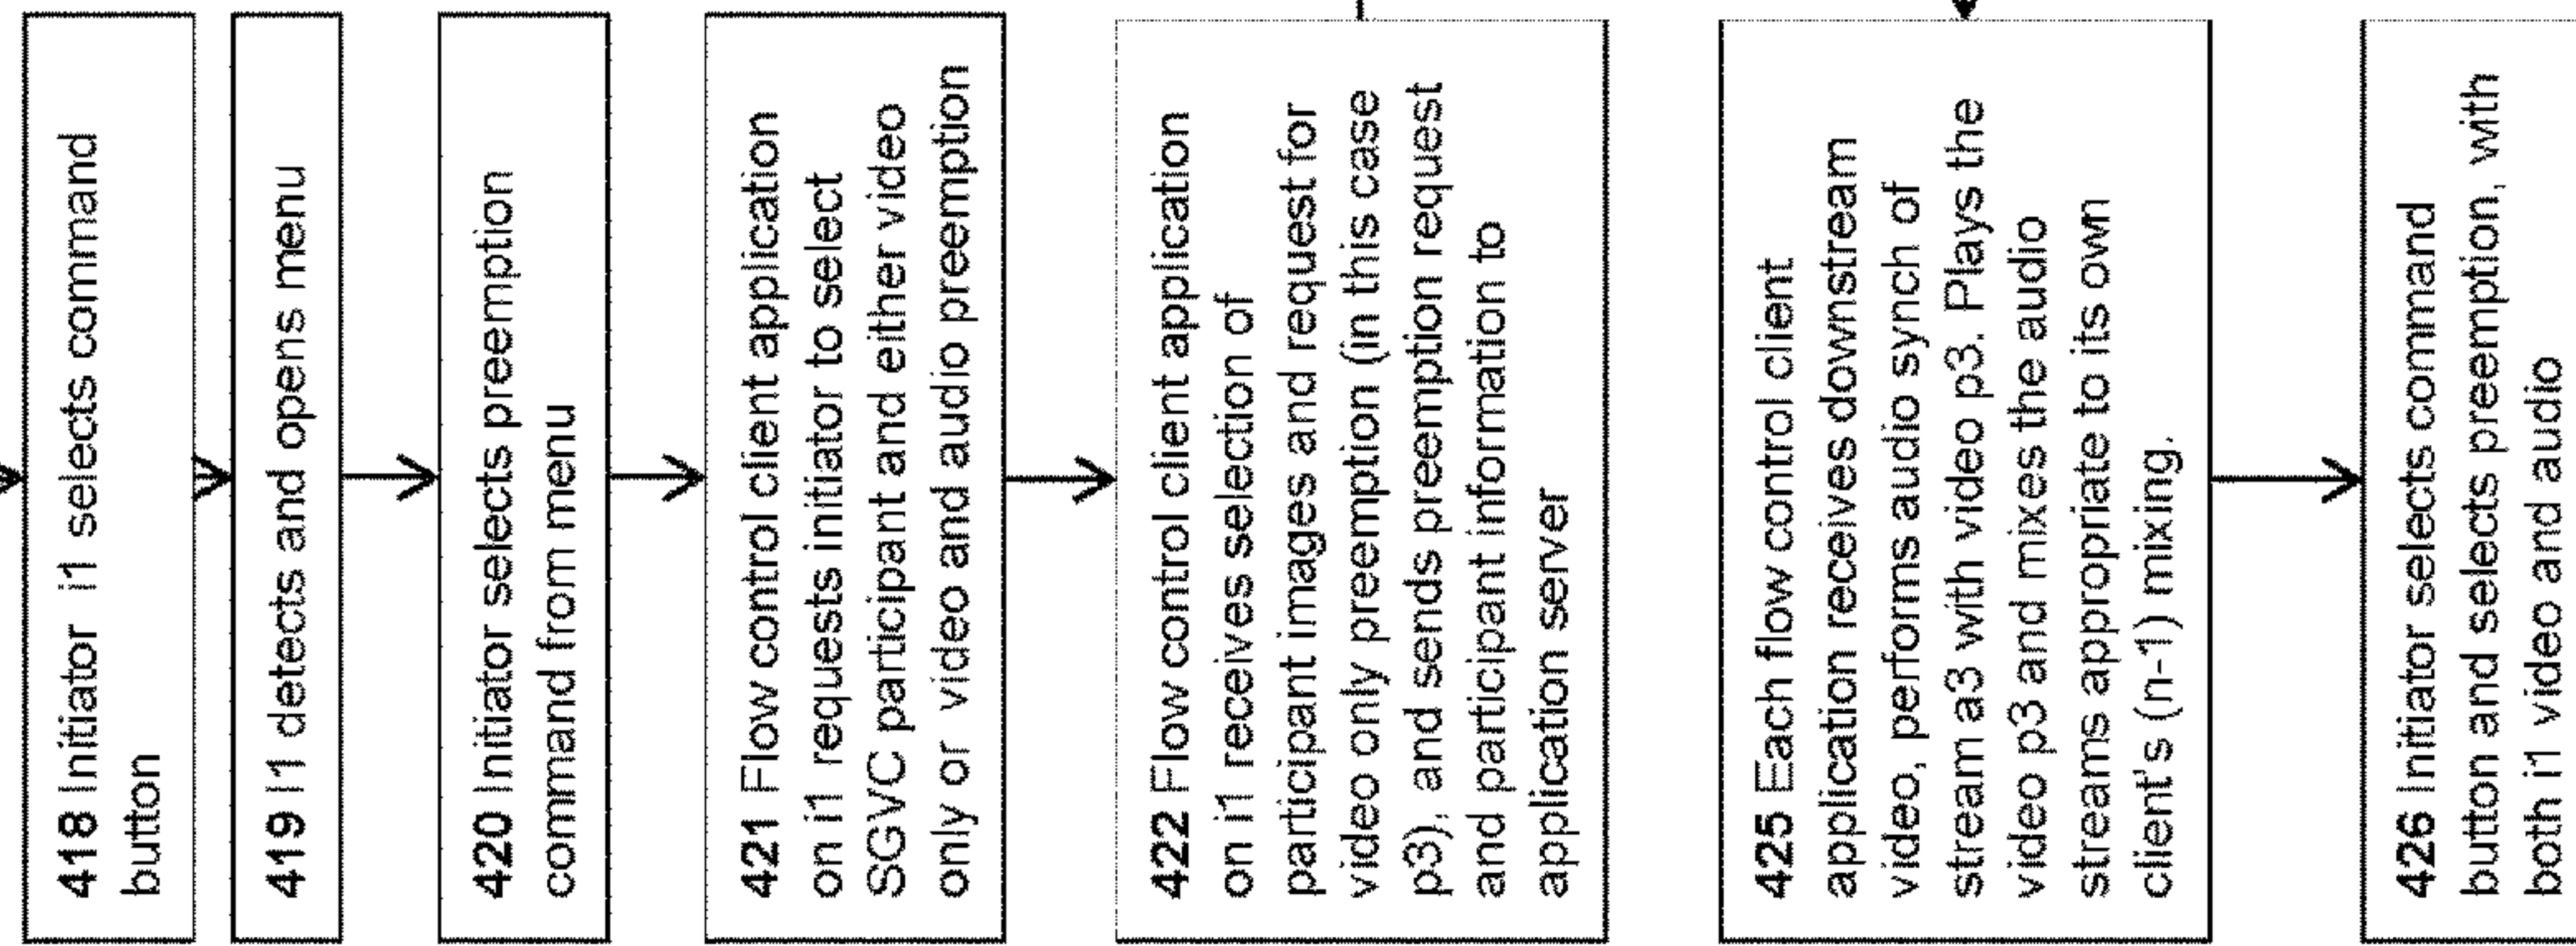 418 Initiator i1 selects command
button
419 I1 detects and opens menu
420 Initiator selects preemption
command from menu
421 Flow control client application
on i1 requests initiator to select
SGVC participant and either video
only or video and audio preemption
422 Flow control client application
on i1 receives selection of
participant images and request for
video only preemption (in this case
p3), and sends preemption request
and participant information to
application server
425 Each flow control client
application receives downstream
video, performs audio synch of
stream a3 with video p3. Plays the
video p3 and mixes the audio
streams appropriate to its own
client's (n-1) mixing.
426 Initiator selects command
button and selects preemption, with
both i1 video and audio